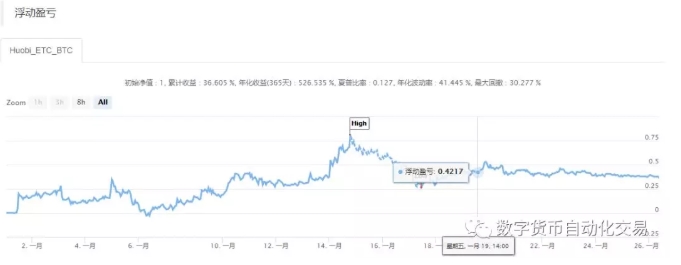 浮动盈亏
Huobi_ETC_BTC
初始净值 : 1, 累计收益 : 36.605 %, 年化收益(365天) : 526.535 %, 夏普比率 : 0.127, 年化波动率 : 41.445 %, 最大回撤 : 30.277 %
Zoom 1h 3h 8h All
High
0.75
0.5
浮动盈亏: 0.4217
0.25
0
数字货币自动化交易
0.25
2. 一月 4. 一月 6. 一月 8. 一月 10. 一月 12. 一月 14. 一月 16. 一月 18. 一月 星期五, 一月 19, 14:00 22. 一月 24. 一月 26. 一月